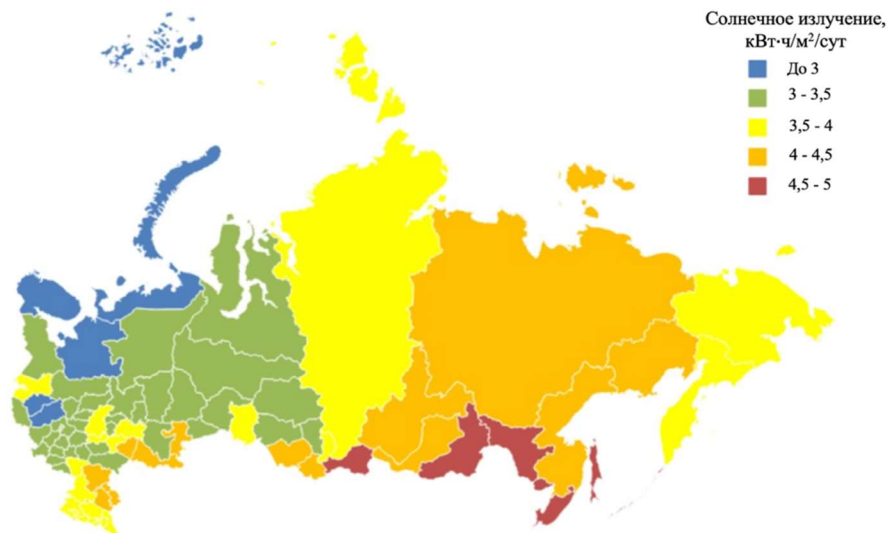 Солнечное излучение,
кВт·ч/м²/сут
До 3
3 - 3,5
3,5 - 4
4 - 4,5
4,5 - 5